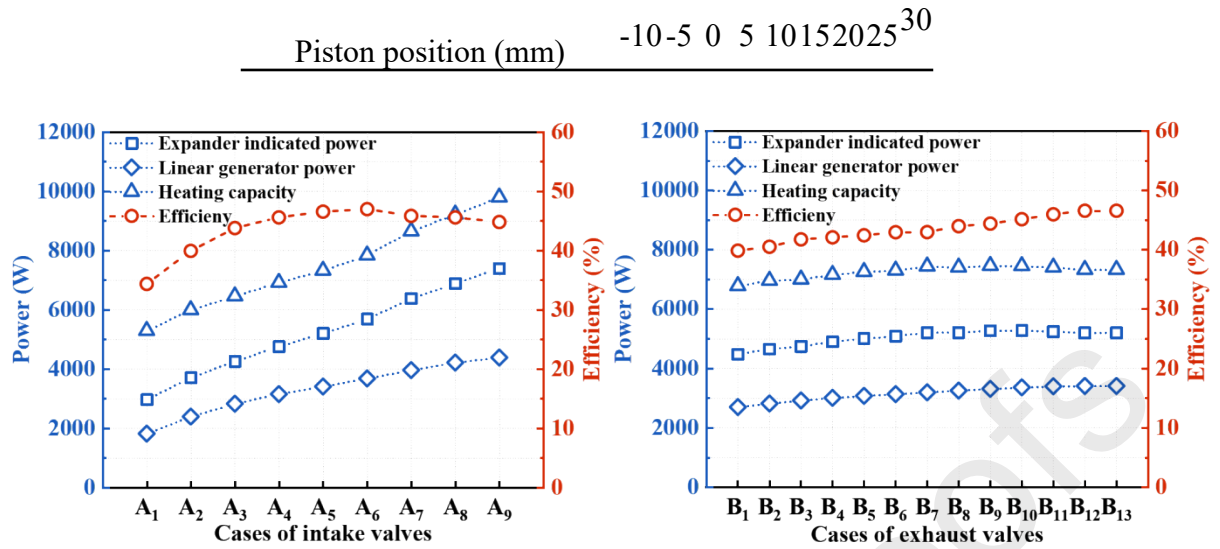 Piston position (mm) -10 -5 0 5 10 15 20 25 30
12000
10000
8000
6000
4000
2000
0
Power (W)
Expander indicated power
Linear generator power
Heating capacity
Efficieny
60
50
40
30
20
10
0
Efficiency (%)
A1 A2 A3 A4 A5 A6 A7 A8 A9
Cases of intake valves
12000
10000
8000
6000
4000
2000
0
Power (W)
Expander indicated power
Linear generator power
Heating capacity
Efficieny
60
50
40
30
20
10
0
Efficiency (%)
B1 B2 B3 B4 B5 B6 B7 B8 B9 B10 B11 B12 B13
Cases of exhaust valves